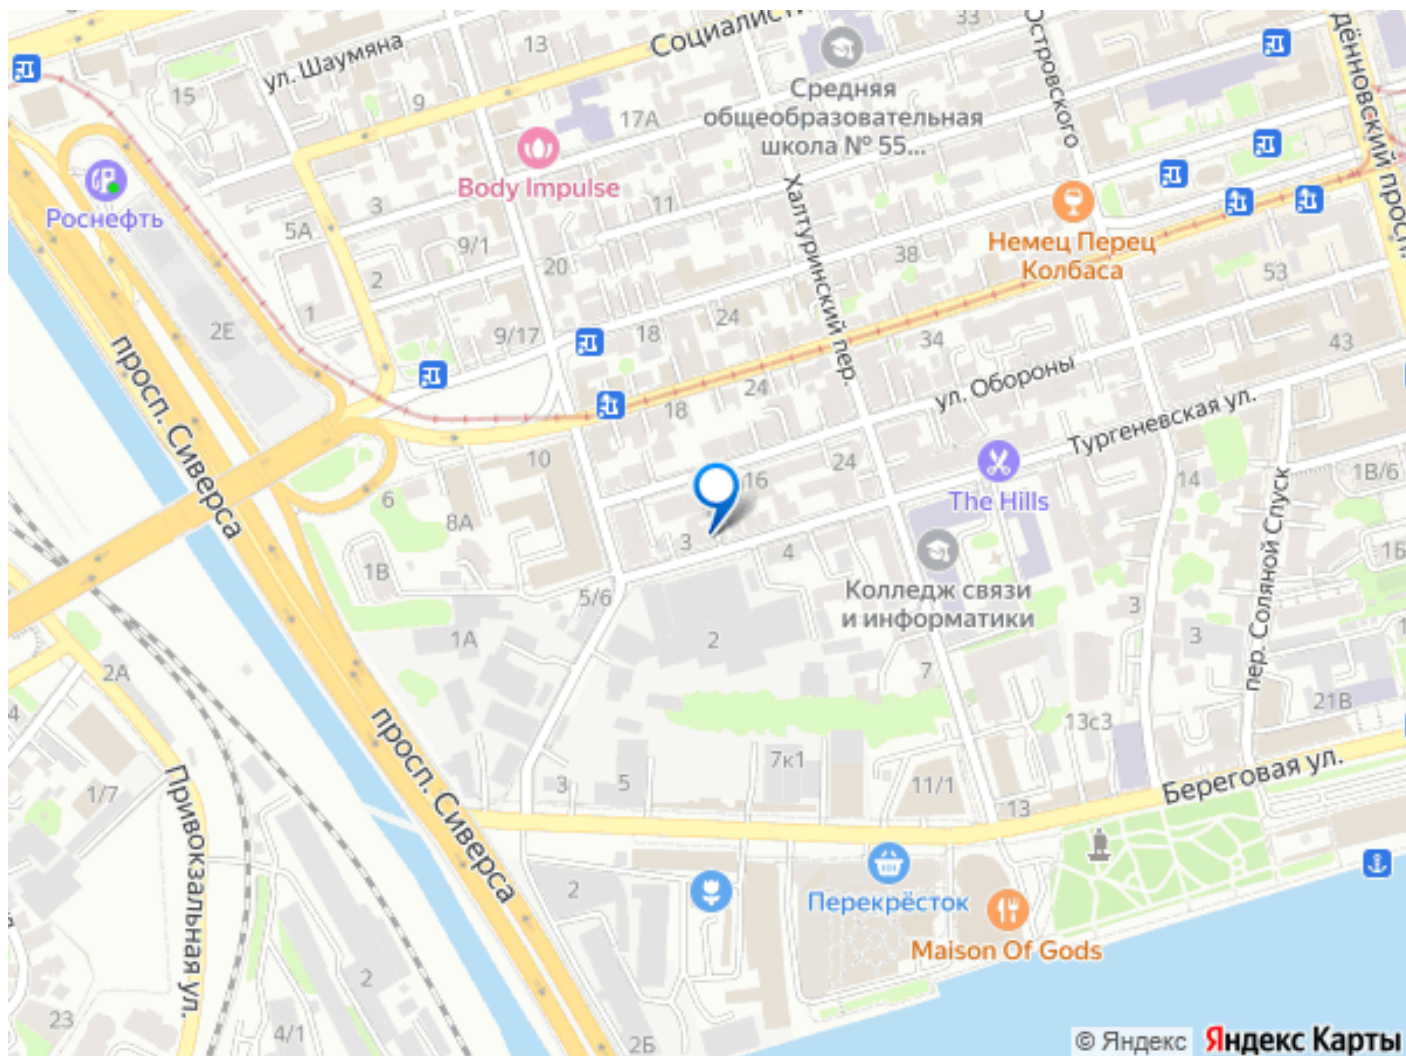 Социалисти
33
Островского
дённовский просп.
13
ул. Шаумяна
15
9
17А
Средняя
общеобразовательная
школа № 55...
Body Impulse
Роснефть
3
5А
11
9/1
Халтуринский пер.
Немец Перец
Колбаса
38
53
20
2
1
2Е
9/17
18
24
34
43
просп. Сиверса
24
18
ул. Обороны
Тургеневская ул.
10
16
24
14
1В/6
6
8А
The Hills
пер. Соляной Спуск
3
4
1Б
1В
5/6
Колледж связи
и информатики
3
3
1А
2
7
2А
4
21В
13с3
просп. Сиверса
7к1
Привокзальная ул.
1/7
3
5
11/1
13
Береговая ул.
2
Перекрёсток
Maison Of Gods
2
23
4/1
2Б
© Яндекс Яндекс Карты